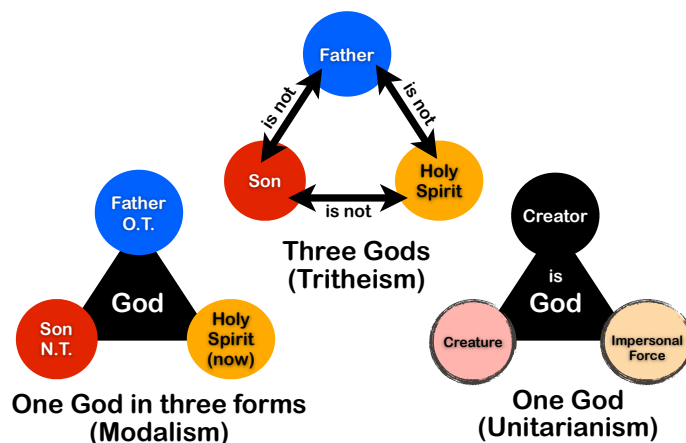 Father
is not
is not
Son
Holy
Spirit
is not
Three Gods
(Tritheism)
Father
O.T.
God
Son
N.T.
Holy
Spirit
(now)
One God in three forms
(Modalism)
Creator
is
God
Creature
Impersonal
Force
One God
(Unitarianism)